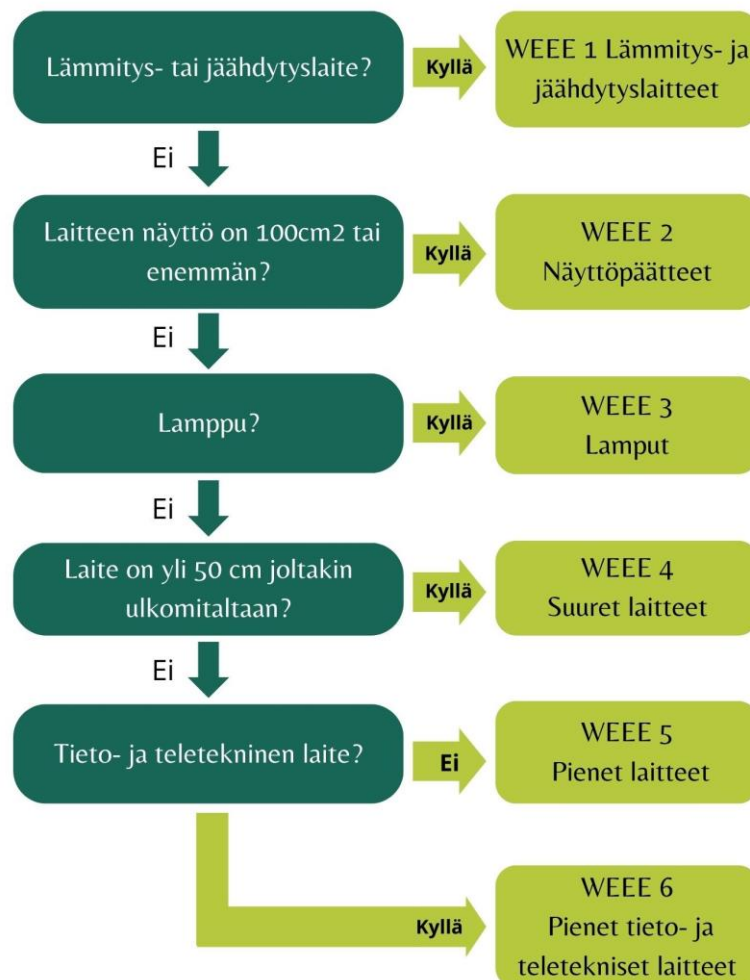 Lämmitys- tai jäähdytyslaite?
Kyllä
WEEE 1 Lämmitys- ja
jäähdytyslaitteet
Ei
Laitteen näyttö on 100cm2 tai
enemmän?
Kyllä
WEEE 2
Näyttöpäätteet
Ei
Lamppu?
Kyllä
WEEE 3
Lamput
Ei
Laite on yli 50 cm joltakin
ulkomitaltaan?
Kyllä
WEEE 4
Suuret laitteet
Ei
Tieto- ja teletekninen laite?
Ei
WEEE 5
Pienet laitteet
Kyllä
WEEE 6
Pienet tieto- ja
teletekniset laitteet